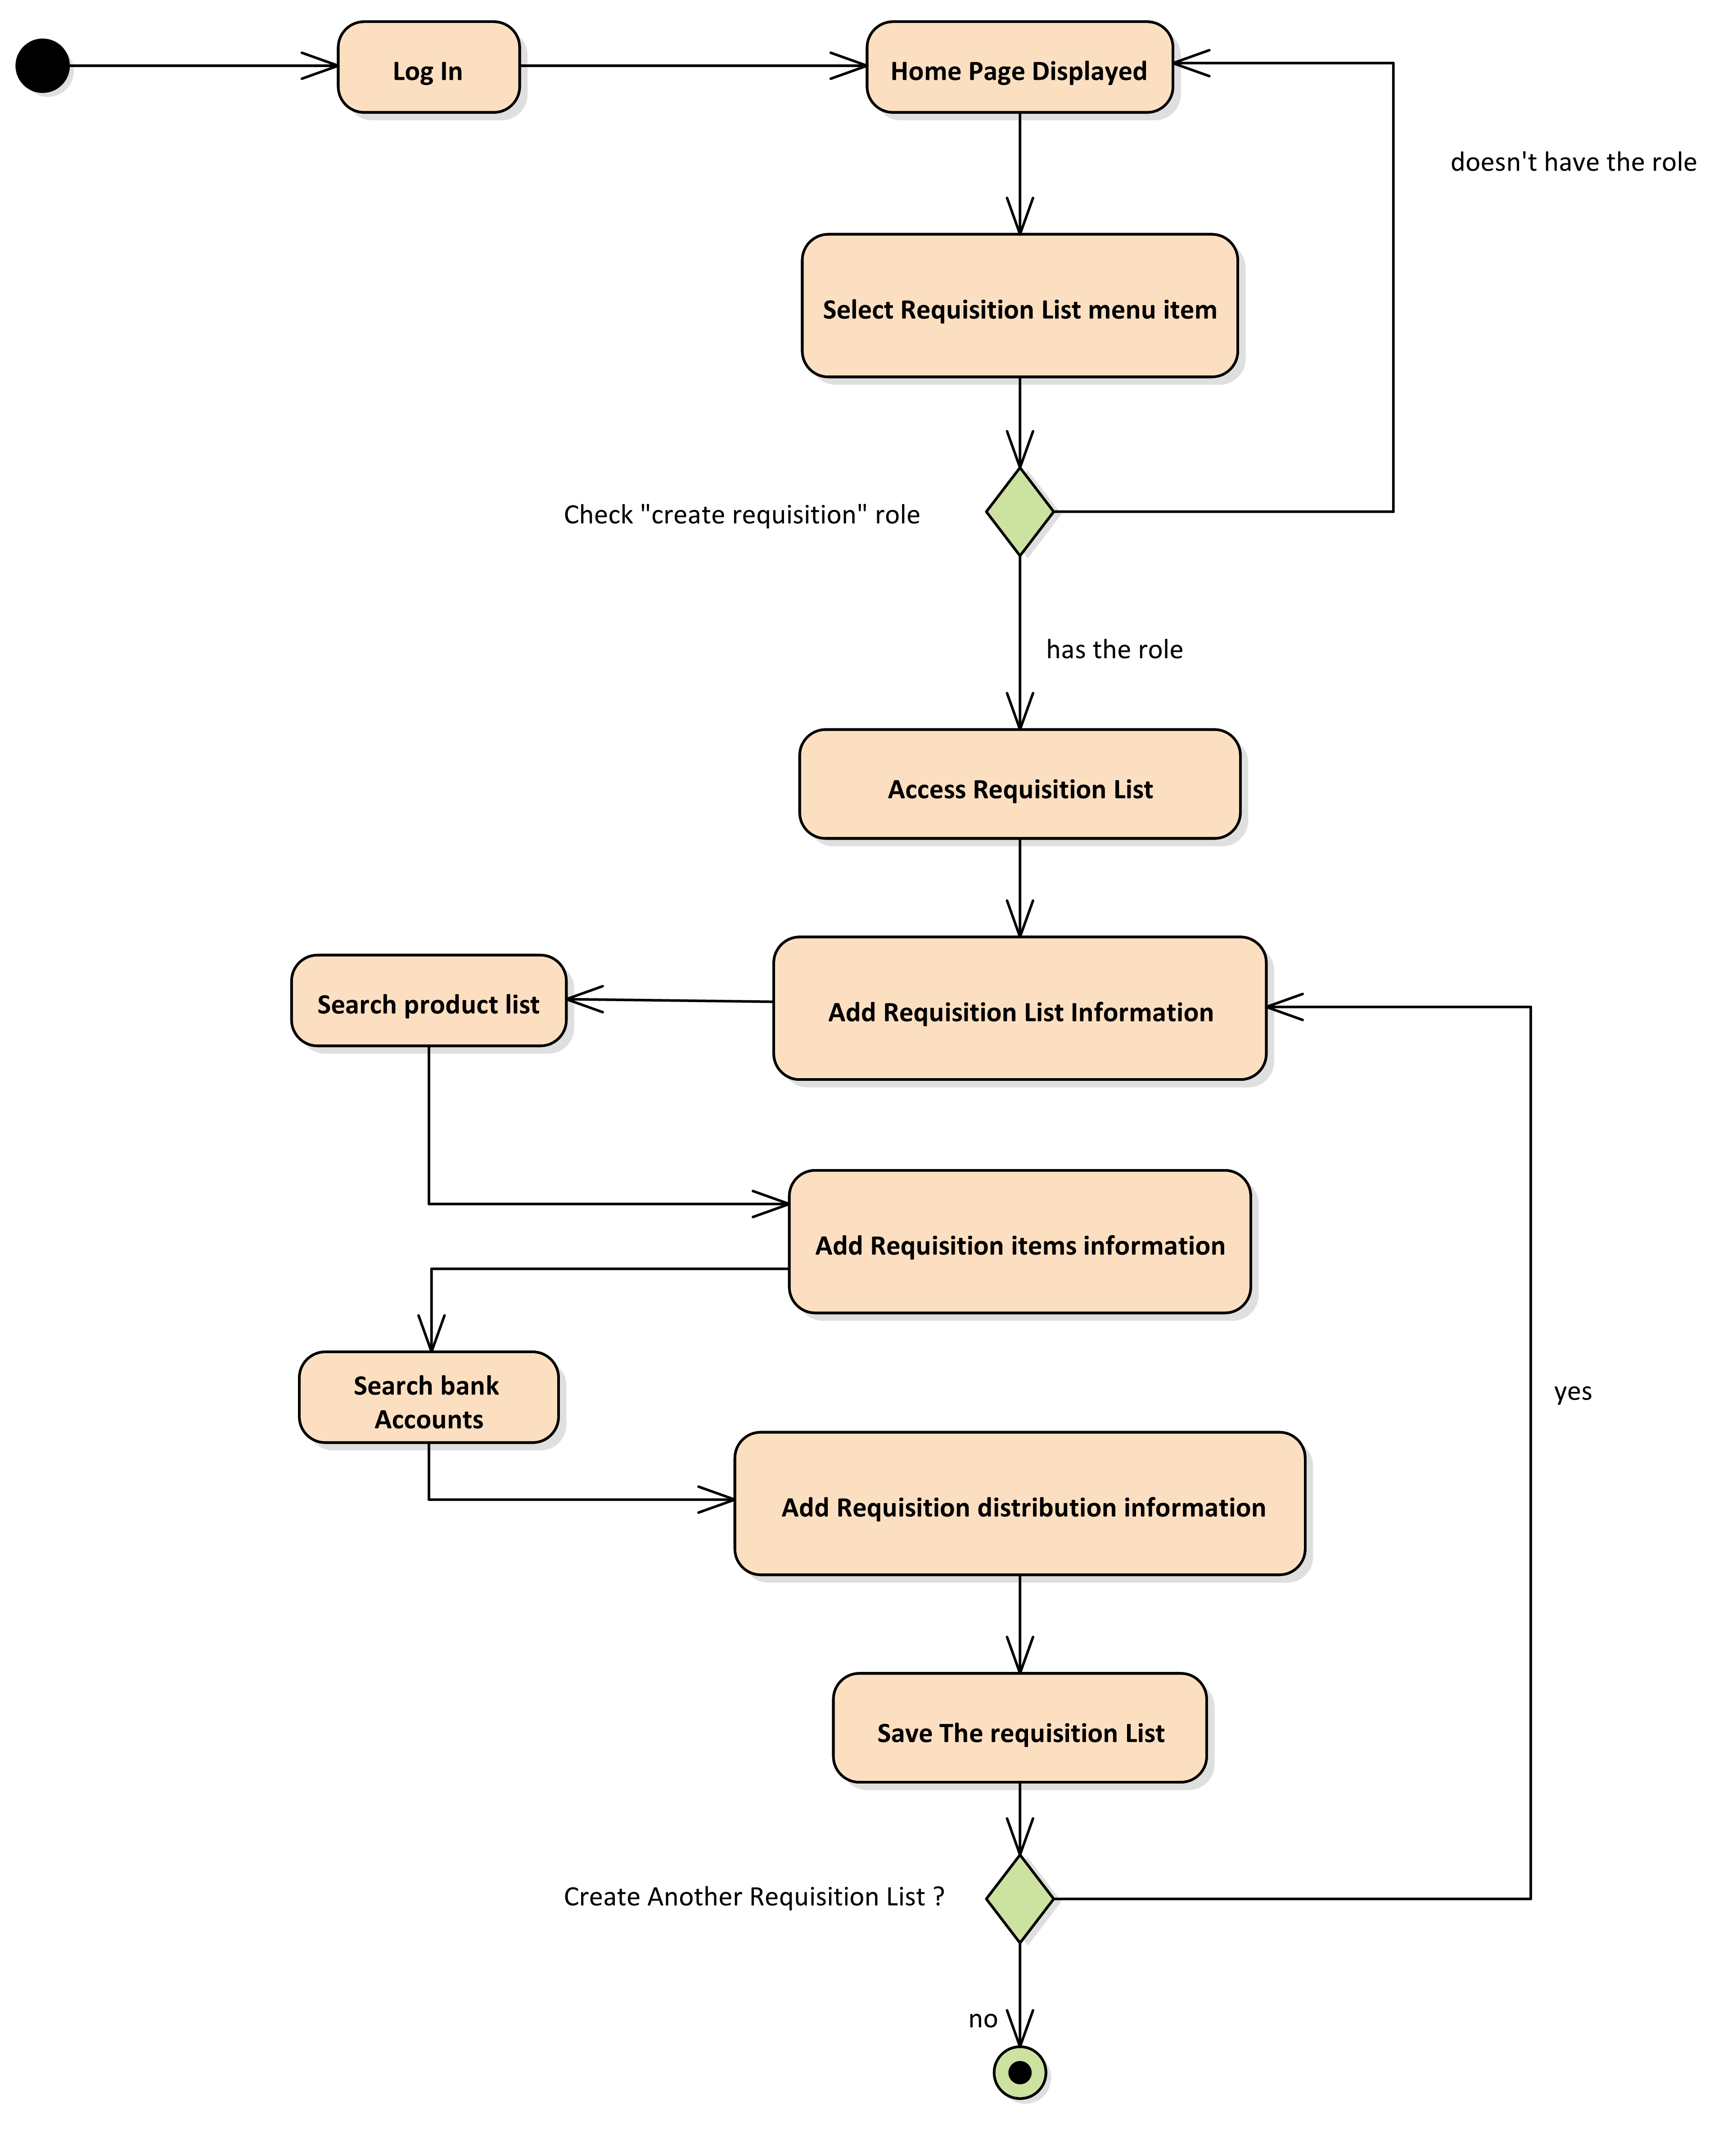 Log In
Home Page Displayed
doesn't have the role
Select Requisition List menu item
Check "create requisition" role
has the role
Access Requisition List
Search product list
Add Requisition List Information
Add Requisition items information
Search bank
Accounts
yes
Add Requisition distribution information
Save The requisition List
Create Another Requisition List ?
no